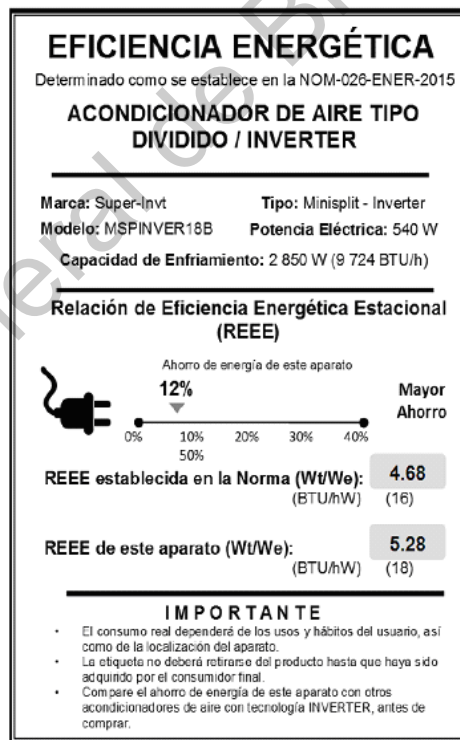 EFICIENCIA ENERGÉTICA
Determinado como se establece en la NOM-026-ENER-2015
ACONDICIONADOR DE AIRE TIPO
DIVIDIDO / INVERTER
Marca: Super-Invt Tipo: Minisplit - Inverter
Modelo: MSPINVER18B Potencia Eléctrica: 540 W
Capacidad de Enfriamiento: 2 850 W (9 724 BTU/h)
Relación de Eficiencia Energética Estacional
(REEE)
Ahorro de energía de este aparato
12%
Mayor
Ahorro
0% 10% 20% 30% 40%
50%
REEE establecida en la Norma (Wt/We): 4.68
(BTU/hW) (16)
REEE de este aparato (Wt/We): 5.28
(BTU/hW) (18)
IMPORTANTE
• El consumo real dependerá de los usos y hábitos del usuario, así
como de la localización del aparato.
• La etiqueta no deberá retirarse del producto hasta que haya sido
adquirido por el consumidor final.
• Compare el ahorro de energía de este aparato con otros
acondicionadores de aire con tecnología INVERTER, antes de
comprar.
eral de Bi